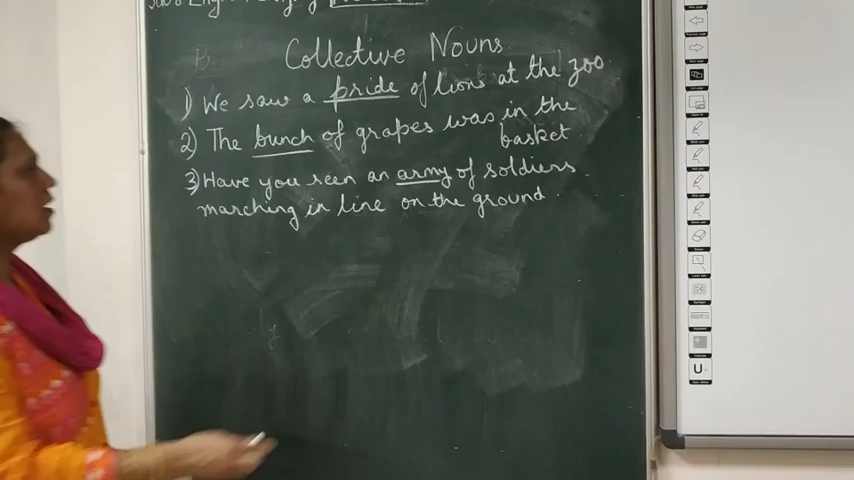 Collective Nouns
1) We saw a pride of lions at the zoo
2) The bunch of grapes was in the
basket.
3) Have you seen an army of soldiers
marching in line on the ground.
U